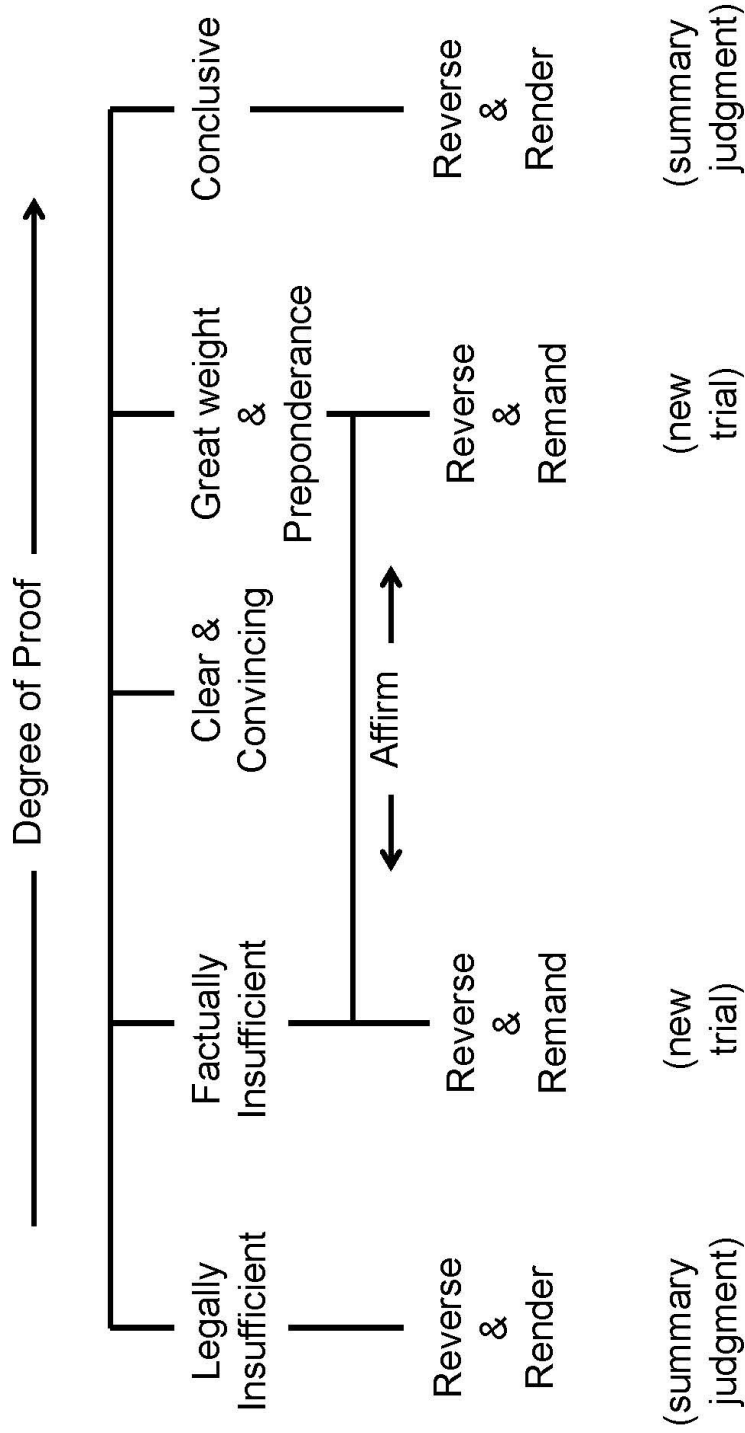 Degree of Proof
Legally
Insufficient
Factually
Insufficient
Clear &
Convincing
Great weight
&
Preponderance
Conclusive
Affirm
Reverse
&
Render
Reverse
&
Remand
Reverse
&
Remand
Reverse
&
Render
(summary
judgment)
(new
trial)
(new
trial)
(summary
judgment)